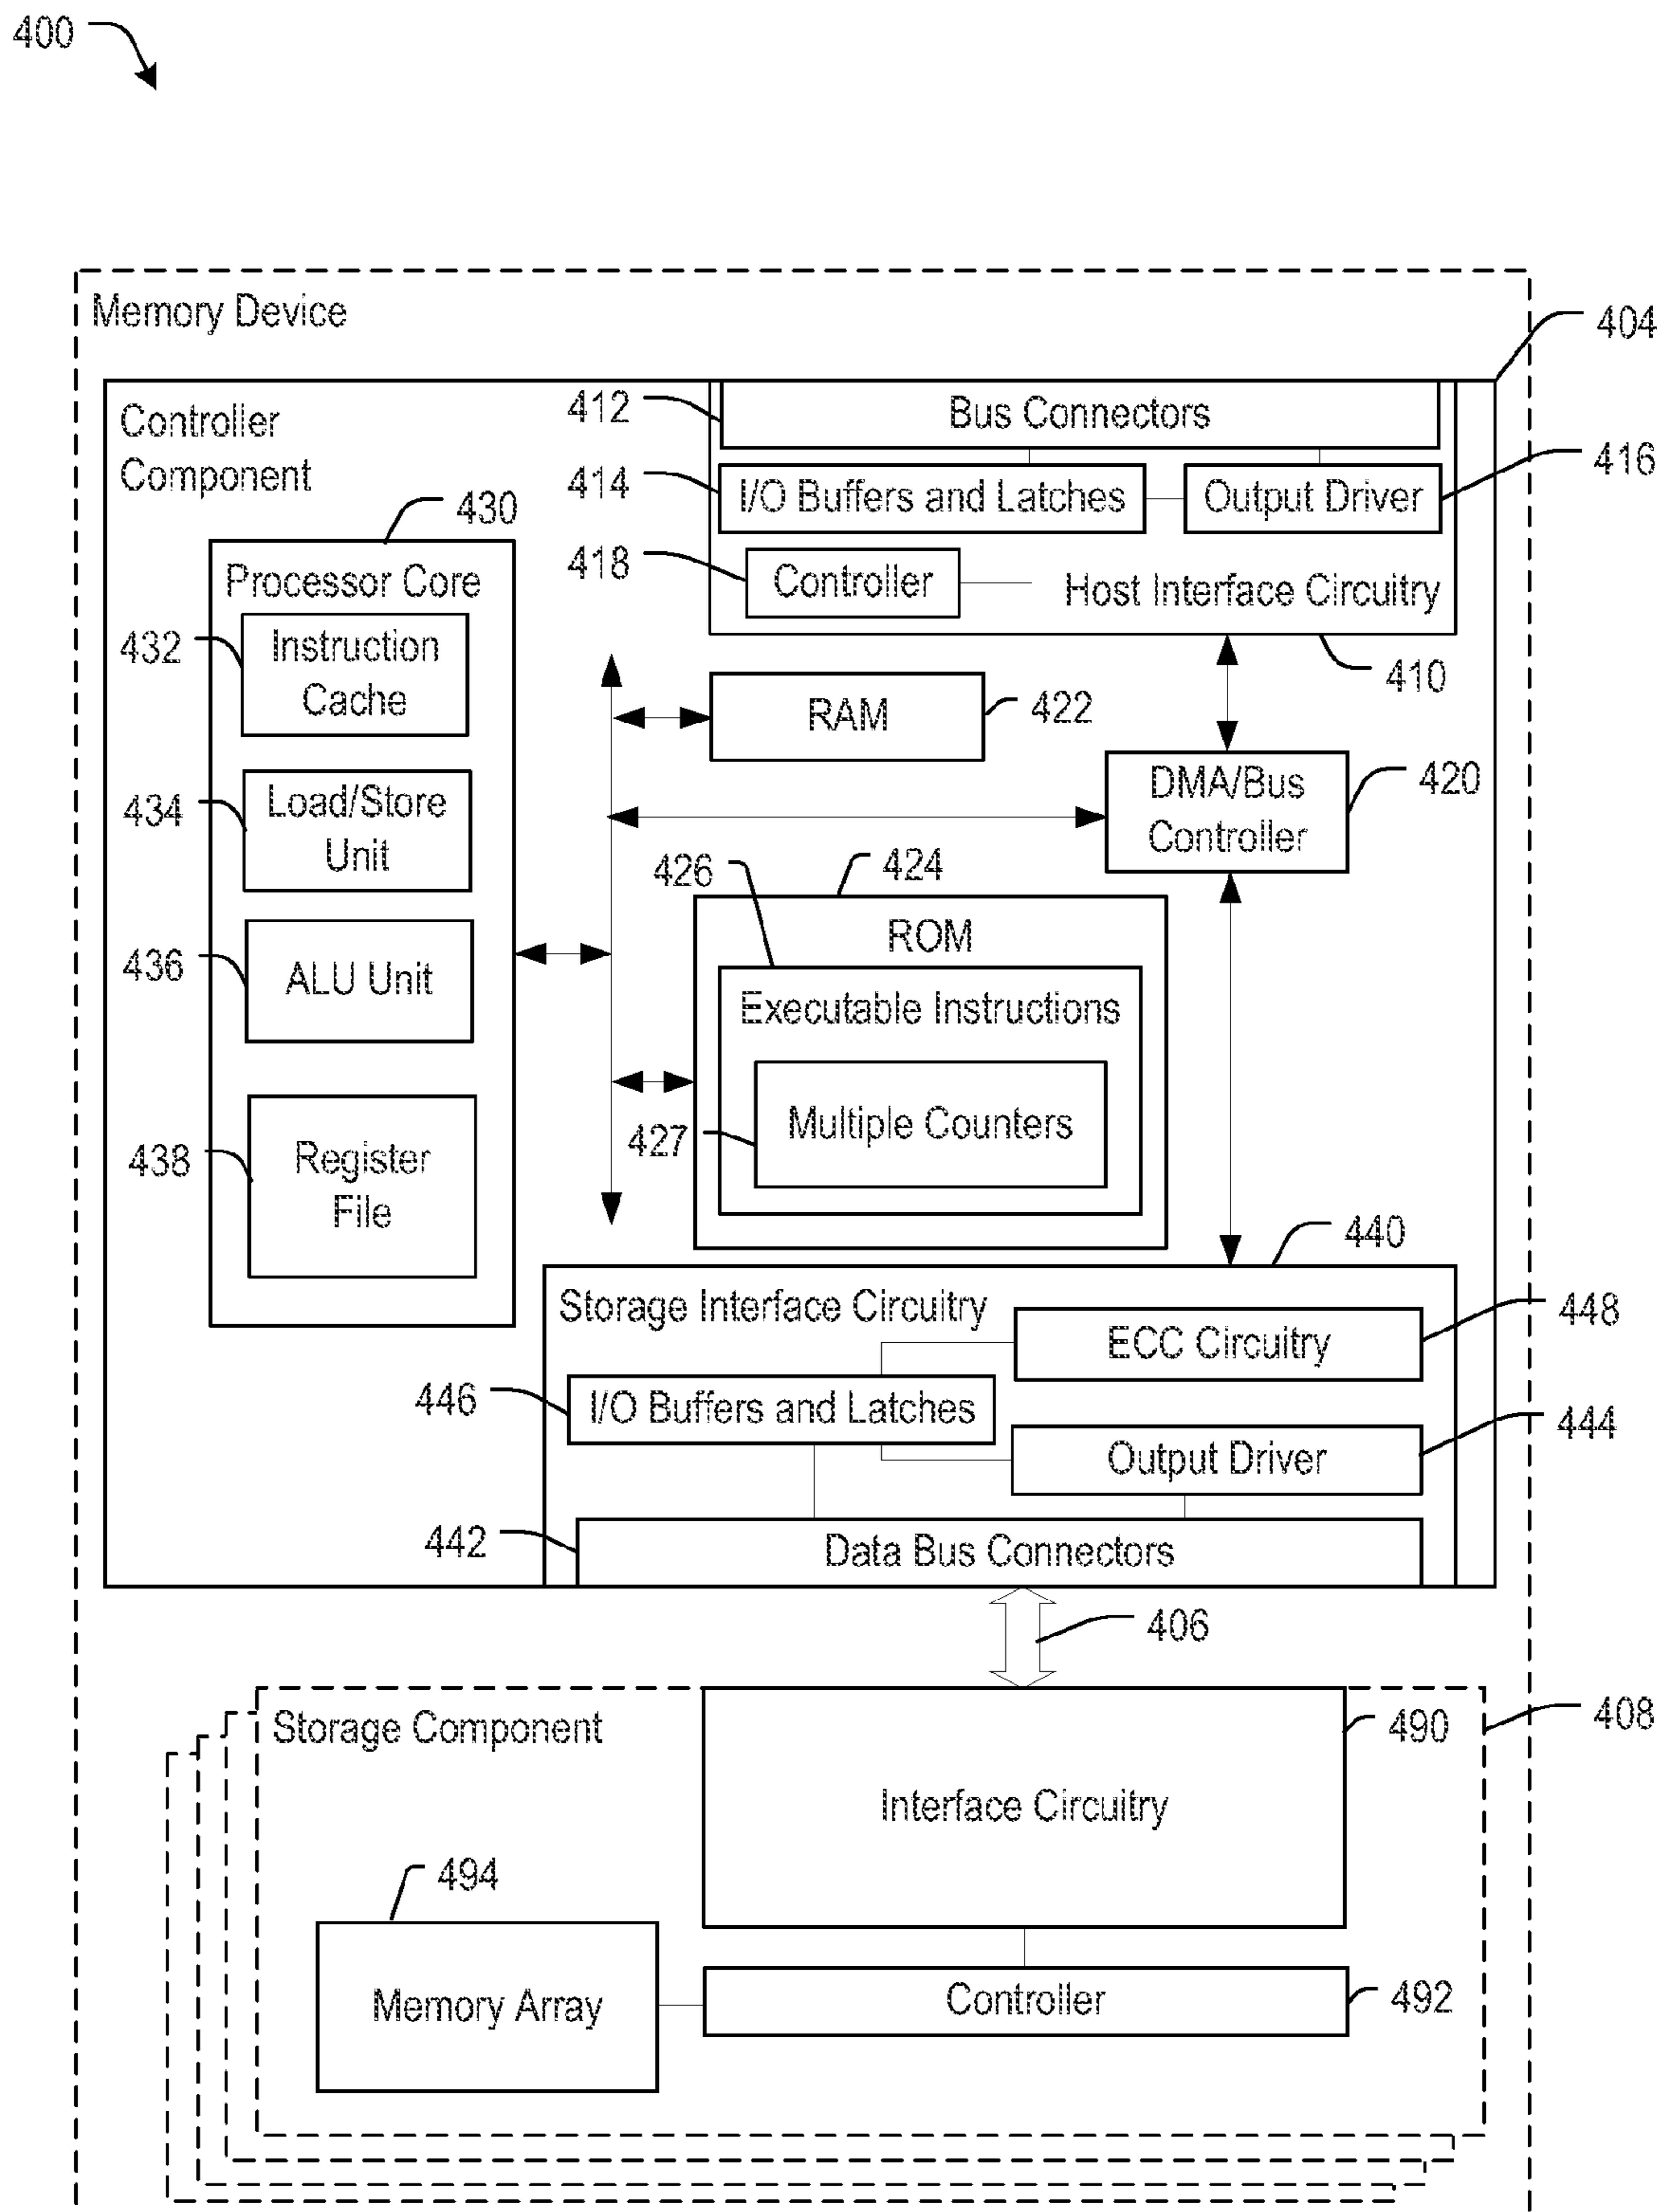 400
Memory Device
404
Controller
Component
412
Bus Connectors
414
I/O Buffers and Latches
Output Driver
416
418
Controller
Host Interface Circuitry
410
430
Processor Core
432
Instruction
Cache
434
Load/Store
Unit
436
ALU Unit
438
Register
File
RAM
422
DMA/Bus
Controller
420
426
424
ROM
Executable Instructions
427
Multiple Counters
440
Storage Interface Circuitry
ECC Circuitry
448
446
I/O Buffers and Latches
Output Driver
444
442
Data Bus Connectors
406
Storage Component
408
490
Interface Circuitry
494
Memory Array
Controller
492